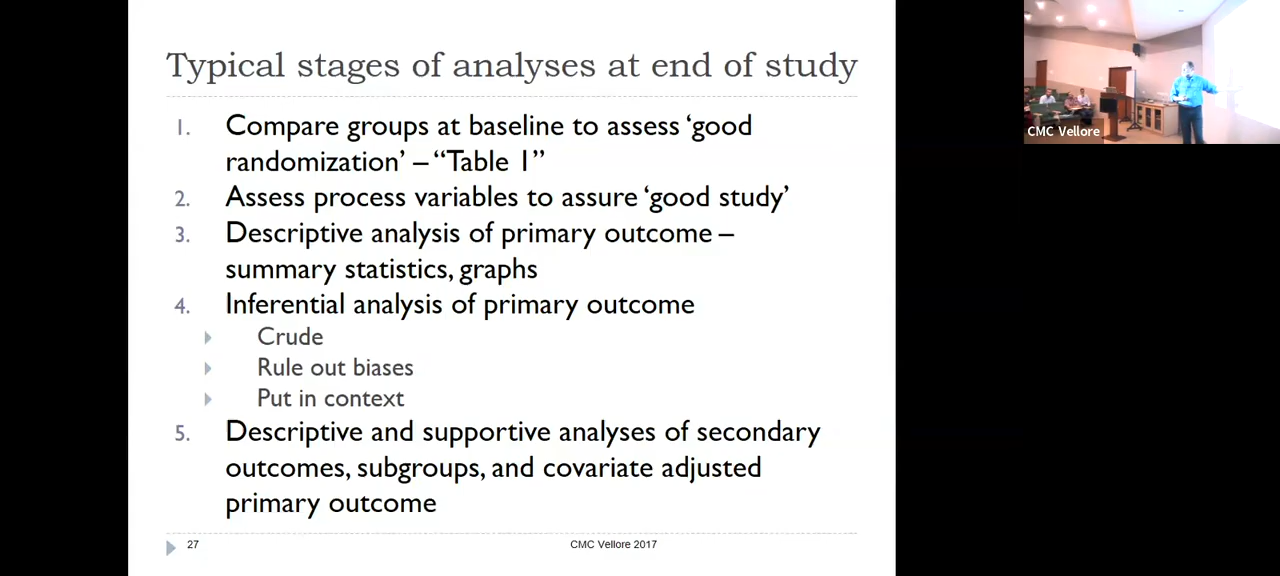 Typical stages of analyses at end of study
1. Compare groups at baseline to assess ‘good
randomization’ – “Table 1”
2. Assess process variables to assure ‘good study’
3. Descriptive analysis of primary outcome –
summary statistics, graphs
4. Inferential analysis of primary outcome
Crude
Rule out biases
Put in context
5. Descriptive and supportive analyses of secondary
outcomes, subgroups, and covariate adjusted
primary outcome
27
CMC Vellore 2017
CMC Vellore